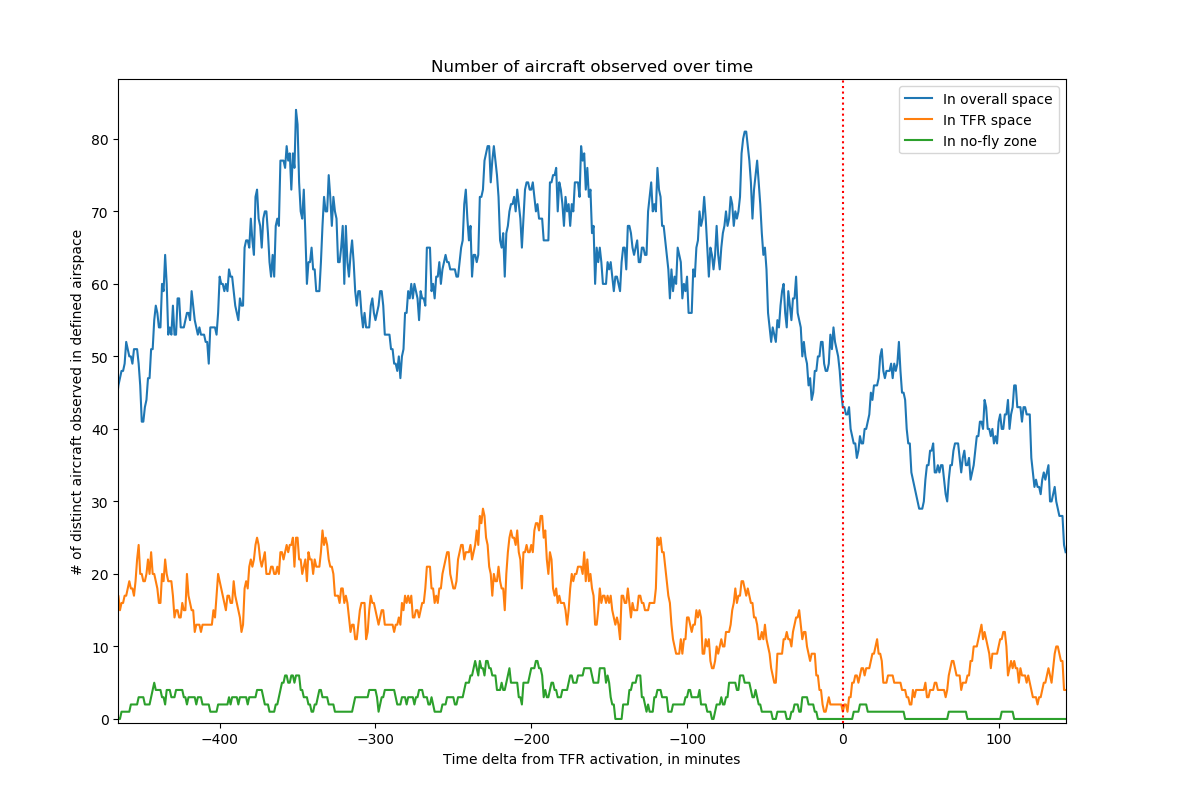 Number of aircraft observed over time
In overall space
In TFR space
In no-fly zone
# of distinct aircraft observed in defined airspace
80
70
60
50
40
30
20
10
0
−400 −300 −200 −100 0 100
Time delta from TFR activation, in minutes